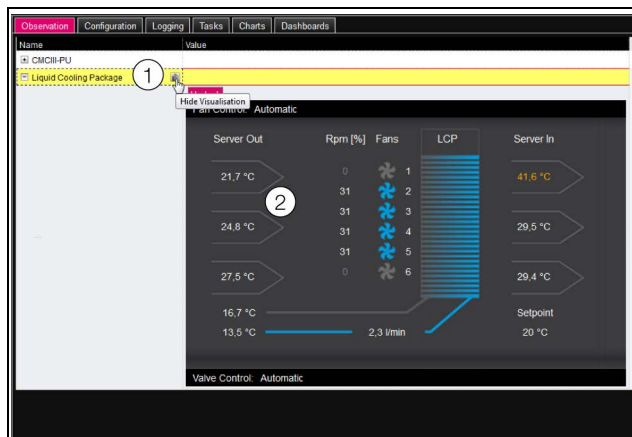 Observation Configuration Logging Tasks Charts Dashboards
Name Value
CMCIII-PU
Liquid Cooling Package 1
Hide Visualisation
Fan Control: Automatic
Server Out Rpm [%] Fans LCP Server In
21,7 °C 0 1 41,6 °C
31 2
2
31 3
24,8 °C 31 4 29,5 °C
31 5
27,5 °C 0 6 29,4 °C
16,7 °C Setpoint
13,5 °C 2,3 l/min 20 °C
Valve Control: Automatic